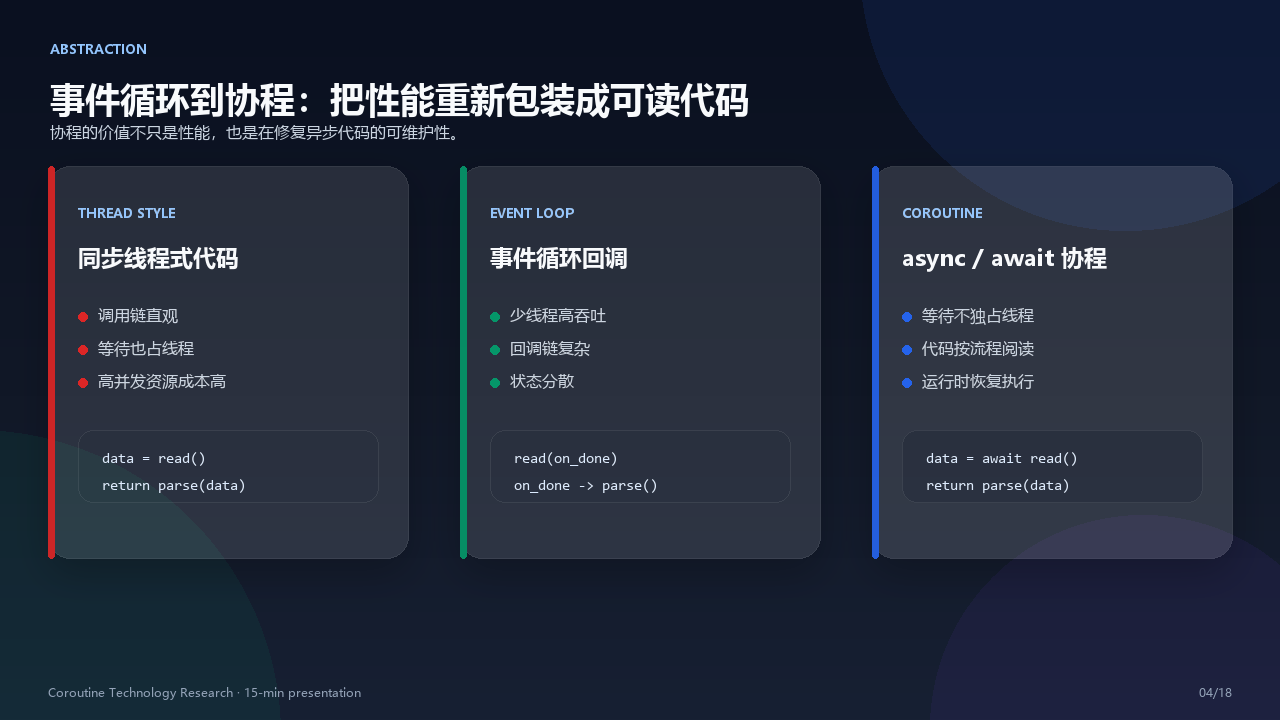 ABSTRACTION
事件循环到协程：把性能重新包装成可读代码
协程的价值不只是性能，也是在修复异步代码的可维护性。
THREAD STYLE
同步线程式代码
调用链直观
等待也占线程
高并发资源成本高
data = read()
return parse(data)
EVENT LOOP
事件循环回调
少线程高吞吐
回调链复杂
状态分散
read(on_done)
on_done -> parse()
COROUTINE
async / await 协程
等待不独占线程
代码按流程阅读
运行时恢复执行
data = await read()
return parse(data)
Coroutine Technology Research · 15-min presentation
04/18